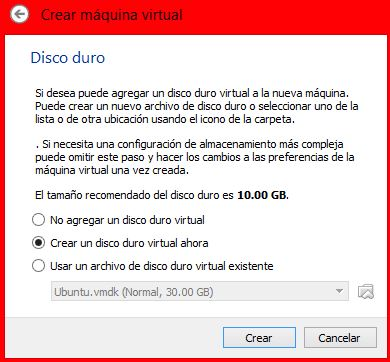 Crear máquina virtual
Disco duro
Si desea puede agregar un disco duro virtual a la nueva máquina.
Puede crear un nuevo archivo de disco duro o seleccionar uno de la
lista o de otra ubicación usando el icono de la carpeta.
. Si necesita una configuración de almacenamiento más compleja
puede omitir este paso y hacer los cambios a las preferencias de la
máquina virtual una vez creada.
El tamaño recomendado del disco duro es 10.00 GB.
No agregar un disco duro virtual
Crear un disco duro virtual ahora
Usar un archivo de disco duro virtual existente
Ubuntu.vmdk (Normal, 30.00 GB)
Crear
Cancelar